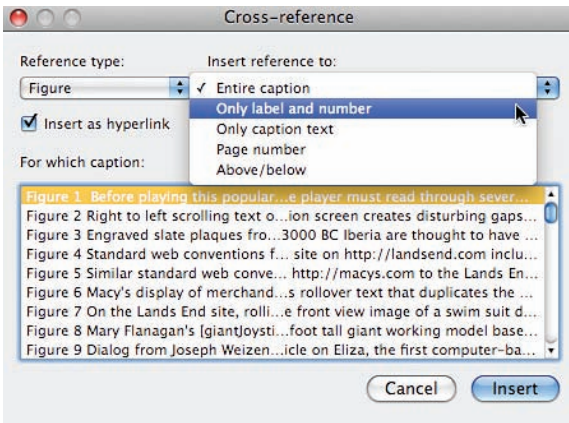 Cross-reference
Reference type: Insert reference to:
Figure ✓ Entire caption
Only label and number
Insert as hyperlink Only caption text
Page number
For which caption: Above/below
Figure 1 Before playing this popular...e player must read through sever...
Figure 2 Right to left scrolling text o...ion screen creates disturbing gaps...
Figure 3 Engraved slate plaques fro...3000 BC Iberia are thought to have ...
Figure 4 Standard web conventions f... site on http://landsend.com inclu...
Figure 5 Similar standard web conve... http://macys.com to the Lands En...
Figure 6 Macy's display of merchand...s rollover text that duplicates the ...
Figure 7 On the Lands End site, rolli...e front view image of a swim suit d...
Figure 8 Mary Flanagan's [giantJoysti...foot tall giant working model base...
Figure 9 Dialog from Joseph Weizen...icle on Eliza, the first computer-ba...
Cancel Insert